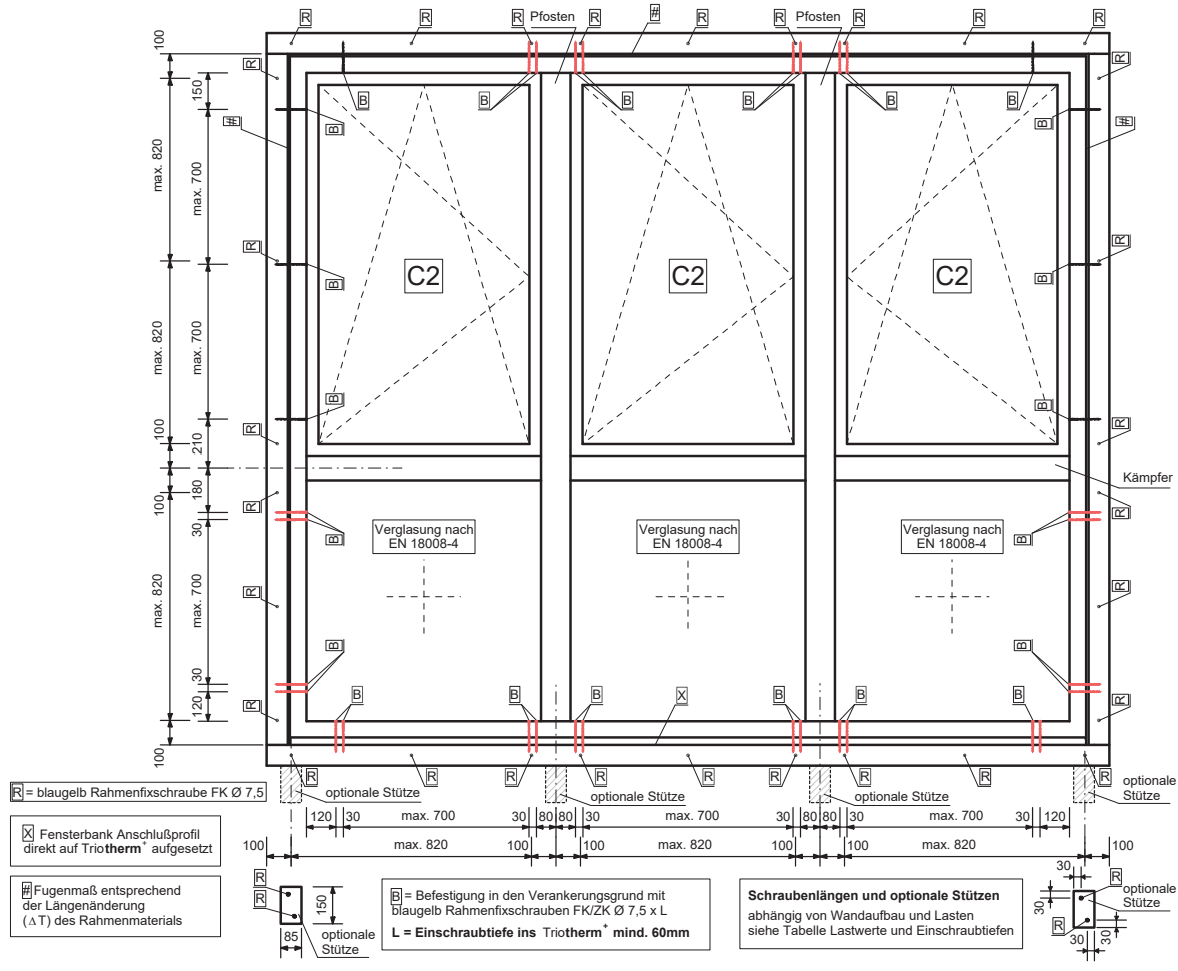 R R R Pfosten R # R R Pfosten R R R
100
R
150
B B B B B B
R
#
B
B
#
max. 820
max. 700
R
R
C2 C2 C2
B
B
max. 820
max. 700
B
B
100
210
R
R
Kämpfer
100
180
R
R
30
Verglasung nach
EN 18008-4
Verglasung nach
EN 18008-4
Verglasung nach
EN 18008-4
B
B
max. 820
max. 700
R
R
B
B
30
120
B B B B X B B
R
R
100
R R R R R R R R R
optionale
Stütze
R = blaugelb Rahmenfixschraube FK Ø 7,5
optionale Stütze
optionale Stütze
optionale Stütze
120 30 max. 700 30 80 80 30 max. 700 30 80 80 30 max. 700 30 120
100 max. 820 100 100 max. 820 100 100 max. 820 100
X Fensterbank Anschlußprofil
direkt auf Triotherm+ aufgesetzt
# Fugenmaß entsprechend
der Längenänderung
(ΔT) des Rahmenmaterials
R
R
150
85
optionale
Stütze
B = Befestigung in den Verankerungsgrund mit
blaugelb Rahmenfixschrauben FK/ZK Ø 7,5 x L
L = Einschraubtiefe ins Triotherm+ mind. 60mm
Schraubenlängen und optionale Stützen
abhängig von Wandaufbau und Lasten
siehe Tabelle Lastwerte und Einschraubtiefen
30
R
30
optionale
Stütze
R
30
30